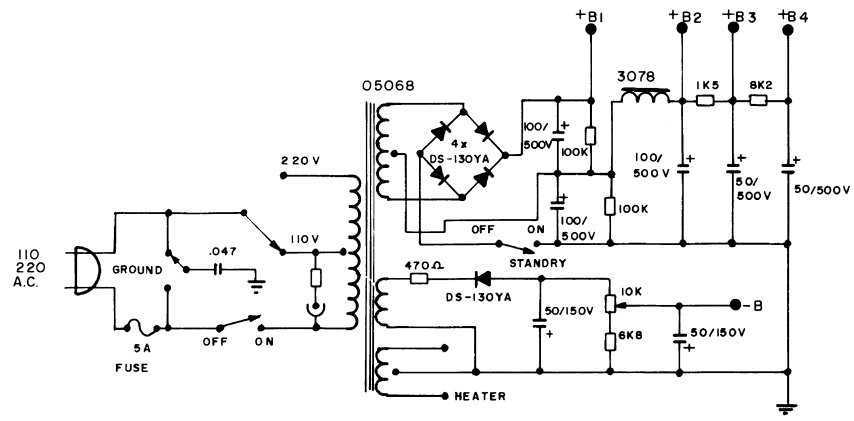 +B1
+B2
+B3
+B4
05068
3078
1K5
8K2
4x
DS-130YA
100/
500V
100K
100/
500V
50/
500V
50/500V
220V
100/
500V
100K
OFF
ON
STANDRY
110
220
A.C.
GROUND
.047
110V
470Ω
DS-130YA
10K
-B
50/150V
6K8
50/150V
5A
FUSE
OFF
ON
HEATER